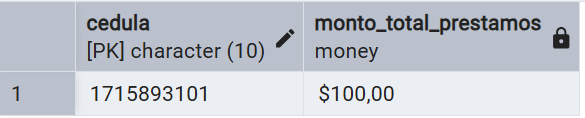 cedula monto_total_prestamos
[PK] character (10) money
1 1715893101 $100,00